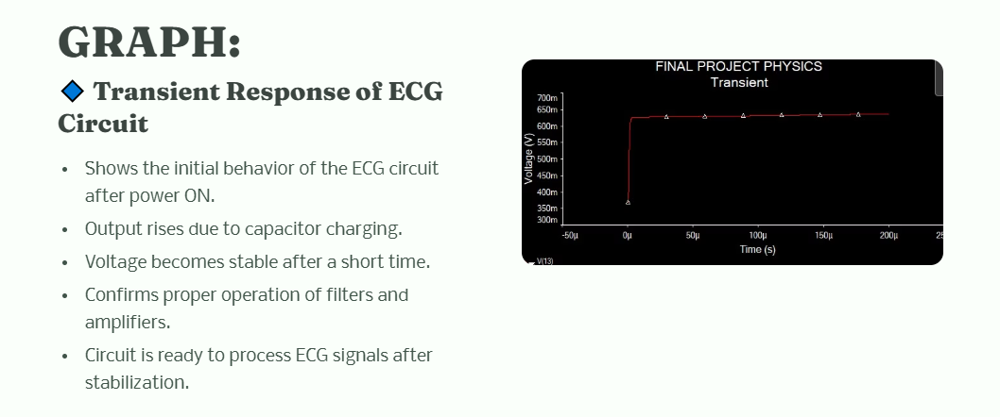 GRAPH:
Transient Response of ECG
Circuit
• Shows the initial behavior of the ECG circuit
after power ON.
• Output rises due to capacitor charging.
• Voltage becomes stable after a short time.
• Confirms proper operation of filters and
amplifiers.
• Circuit is ready to process ECG signals after
stabilization.
FINAL PROJECT PHYSICS
Transient
Voltage (V)
700m
650m
600m
550m
500m
450m
400m
350m
300m
-50µ 0µ 50µ 100µ 150µ 200µ 25
Time (s)
V(13)